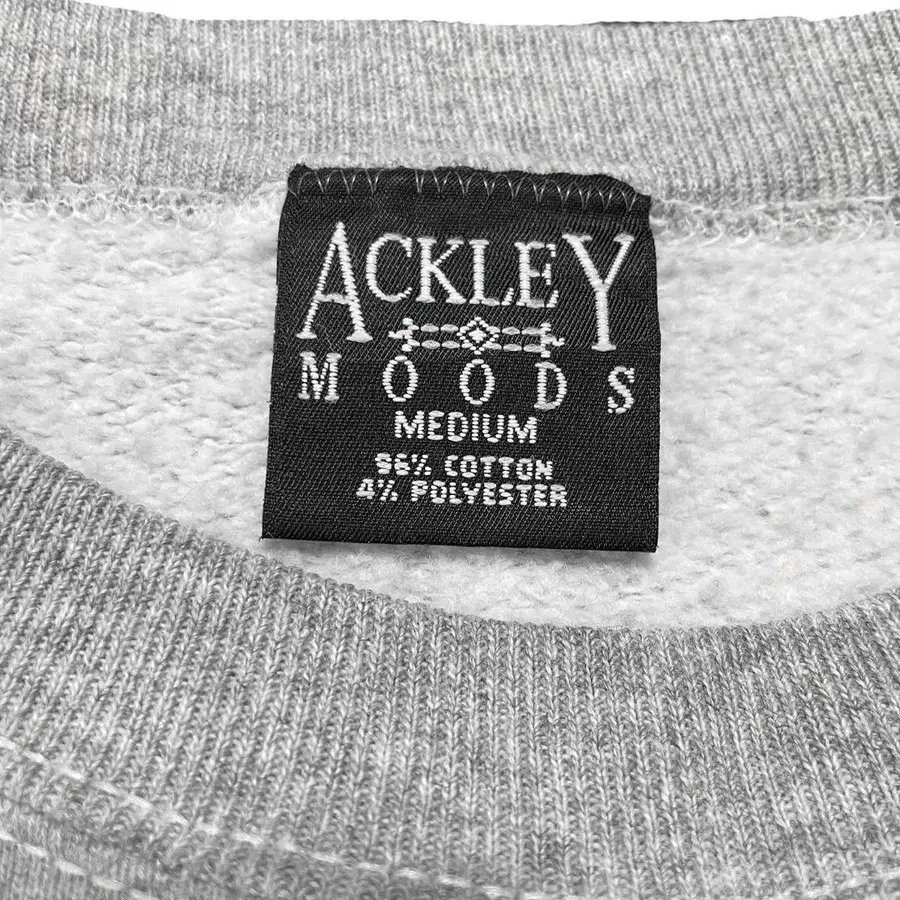 ACKLEY
MOODS
MEDIUM
96% COTTON
4% POLYESTER